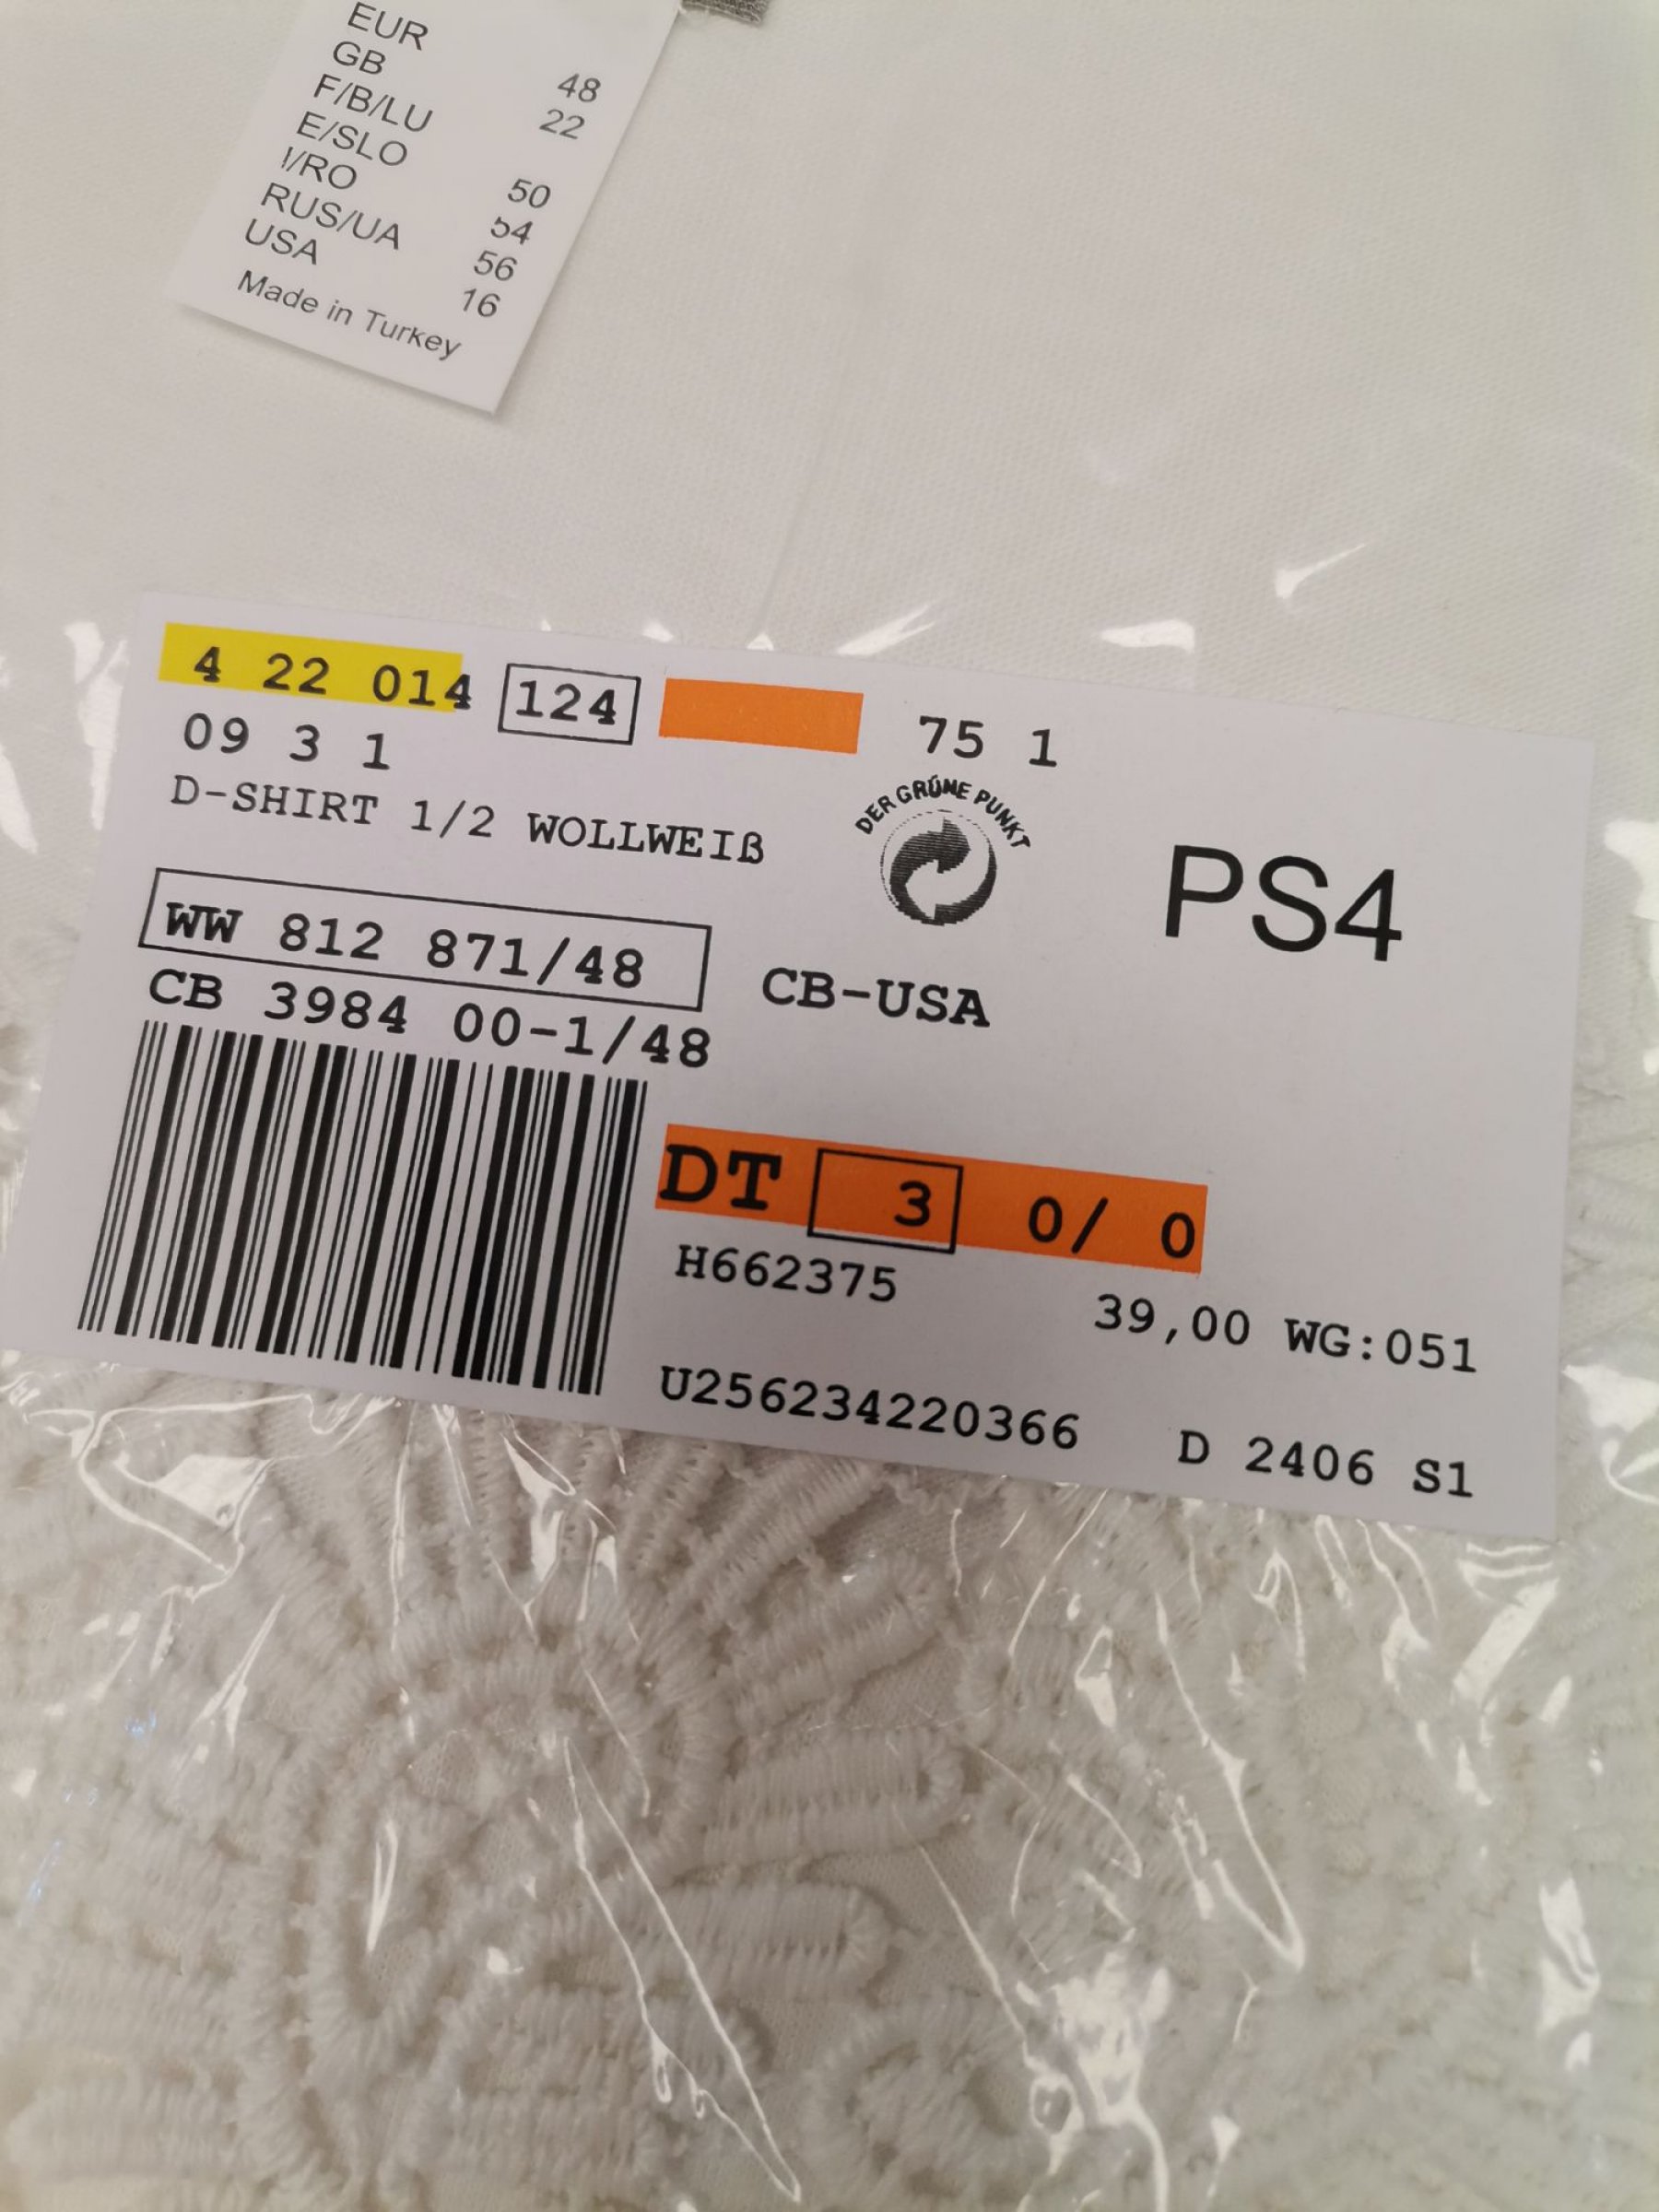 EUR 48
GB 22
F/B/LU 50
E/SLO 54
I/RO 56
RUS/UA 16
USA
Made in Turkey
4 22 014 124 75 1
09 3 1
D-SHIRT 1/2 WOLLWEIß
DER GRÜNE PUNKT
PS4
WW 812 871/48
CB-USA
CB 3984 00-1/48
DT 3 0/ 0
H662375
39,00 WG:051
U256234220366 D 2406 S1